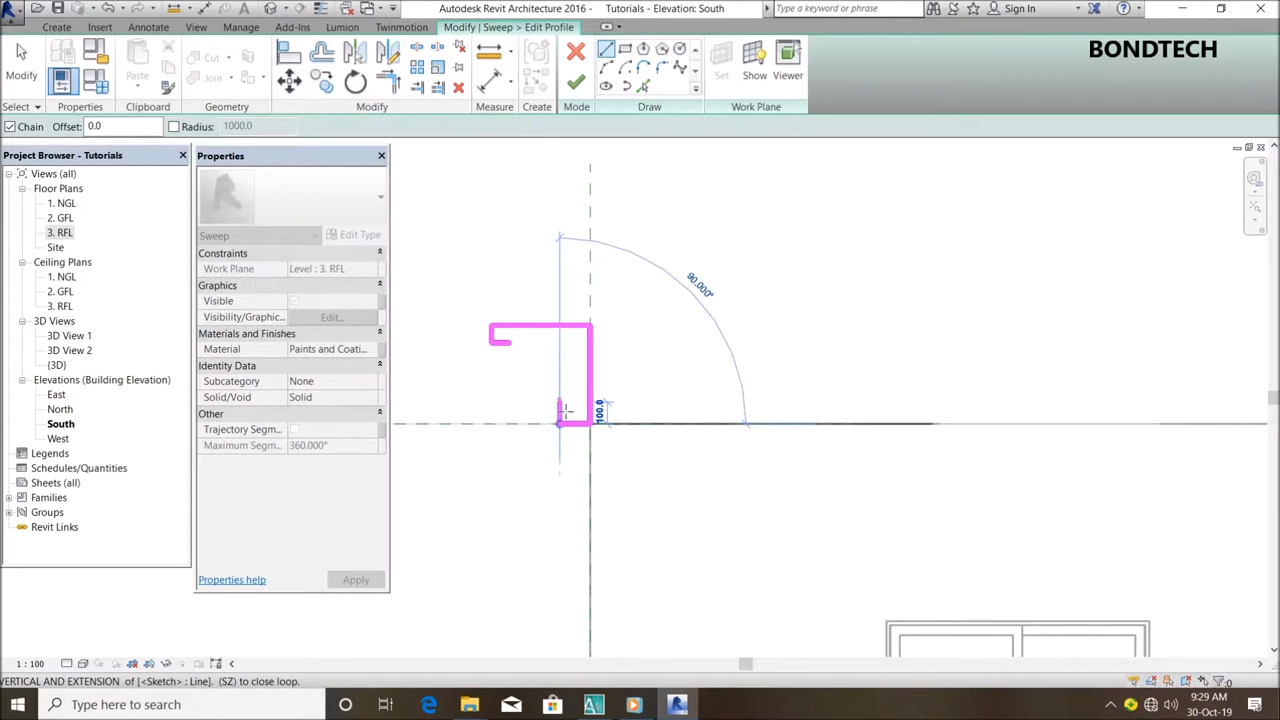 Autodesk Revit Architecture 2016 - Tutorials - Elevation: South
Type a keyword or phrase
Sign In
Create Insert Annotate View Manage Add-Ins Lumion Twinmotion Modify | Sweep > Edit Profile
BONDTECH
Modify
Paste
Cut
Join
Set Show Viewer
Select Properties Clipboard Geometry Modify Measure Create Mode Draw Work Plane
Chain Offset: 0.0 Radius: 1000.0
Project Browser - Tutorials
Views (all)
Floor Plans
1. NGL
2. GFL
3. RFL
Site
Ceiling Plans
1. NGL
2. GFL
3. RFL
3D Views
3D View 1
3D View 2
{3D}
Elevations (Building Elevation)
East
North
South
West
Legends
Schedules/Quantities
Sheets (all)
Families
Groups
Revit Links
Properties
Sweep
Edit Type
Constraints
Work Plane Level : 3. RFL
Graphics
Visible
Visibility/Graphic... Edit...
Materials and Finishes
Material Paints and Coati...
Identity Data
Subcategory None
Solid/Void Solid
Other
Trajectory Segm...
Maximum Segm... 360.000°
Properties help
Apply
90.000°
100.0
1 : 100
VERTICAL AND EXTENSION of [<Sketch> : Line]. (SZ) to close loop.
:0
Type here to search
9:29 AM
30-Oct-19